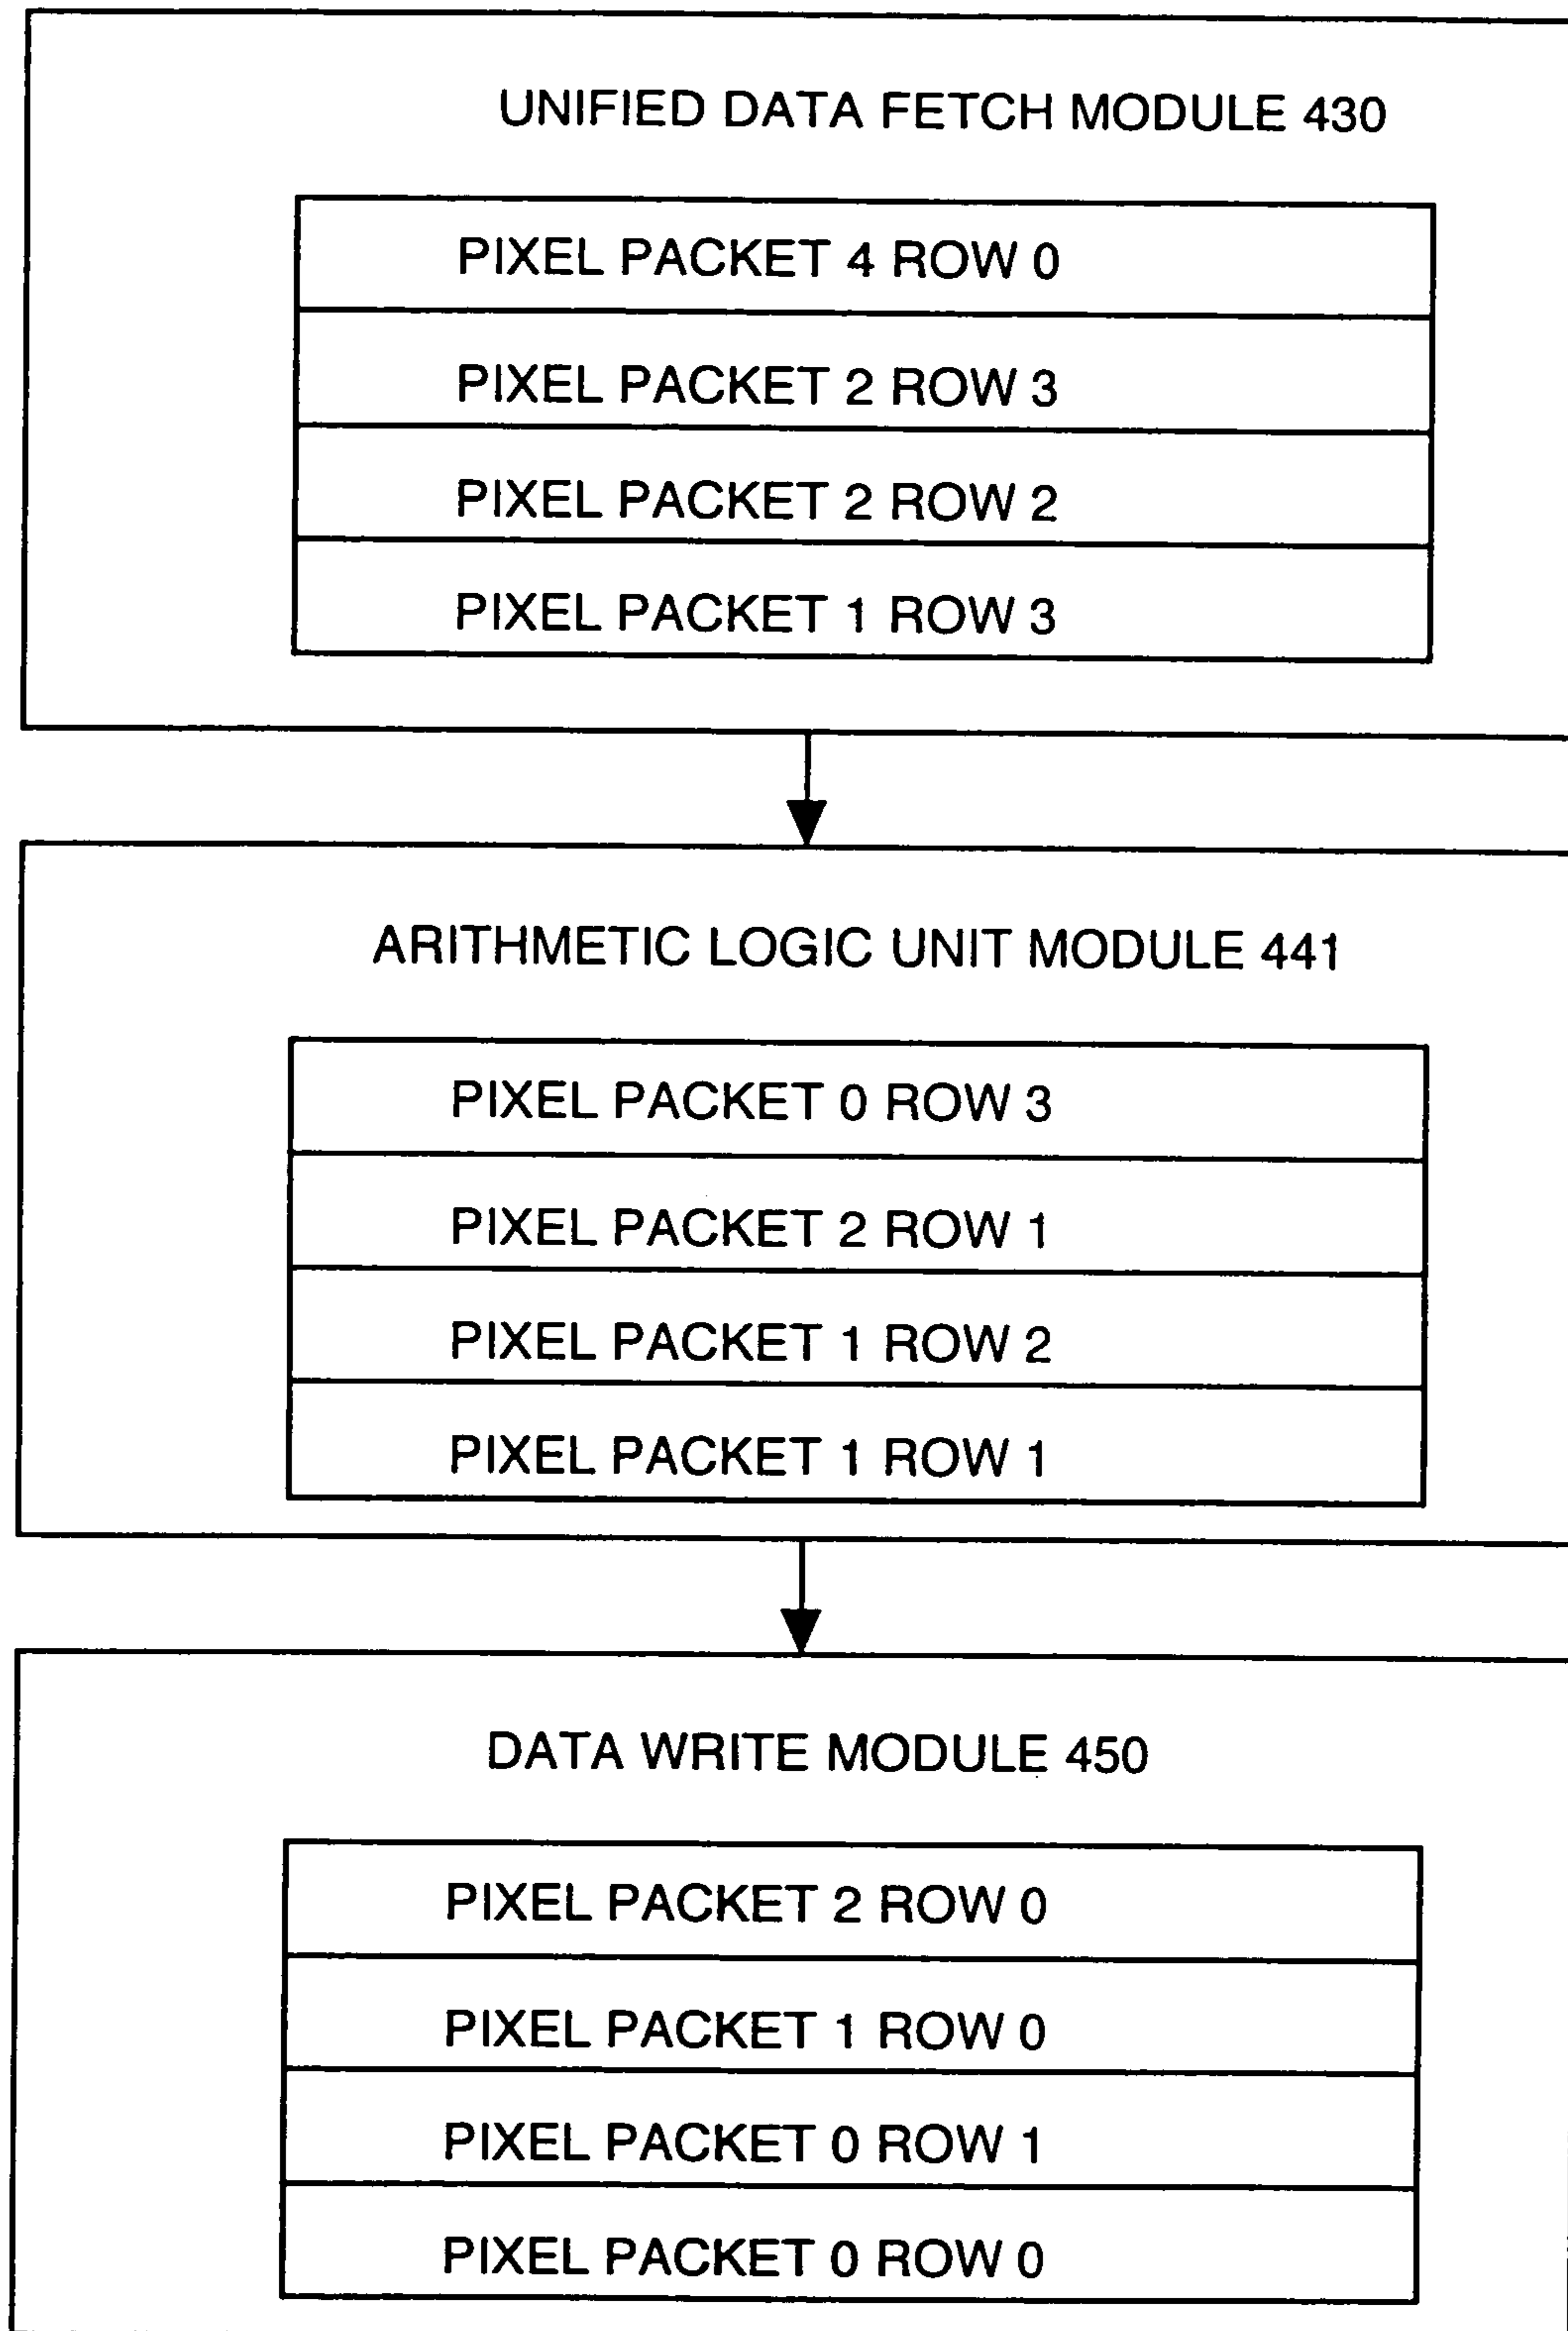 UNIFIED DATA FETCH MODULE 430
PIXEL PACKET 4 ROW 0
PIXEL PACKET 2 ROW 3
PIXEL PACKET 2 ROW 2
PIXEL PACKET 1 ROW 3
ARITHMETIC LOGIC UNIT MODULE 441
PIXEL PACKET 0 ROW 3
PIXEL PACKET 2 ROW 1
PIXEL PACKET 1 ROW 2
PIXEL PACKET 1 ROW 1
DATA WRITE MODULE 450
PIXEL PACKET 2 ROW 0
PIXEL PACKET 1 ROW 0
PIXEL PACKET 0 ROW 1
PIXEL PACKET 0 ROW 0